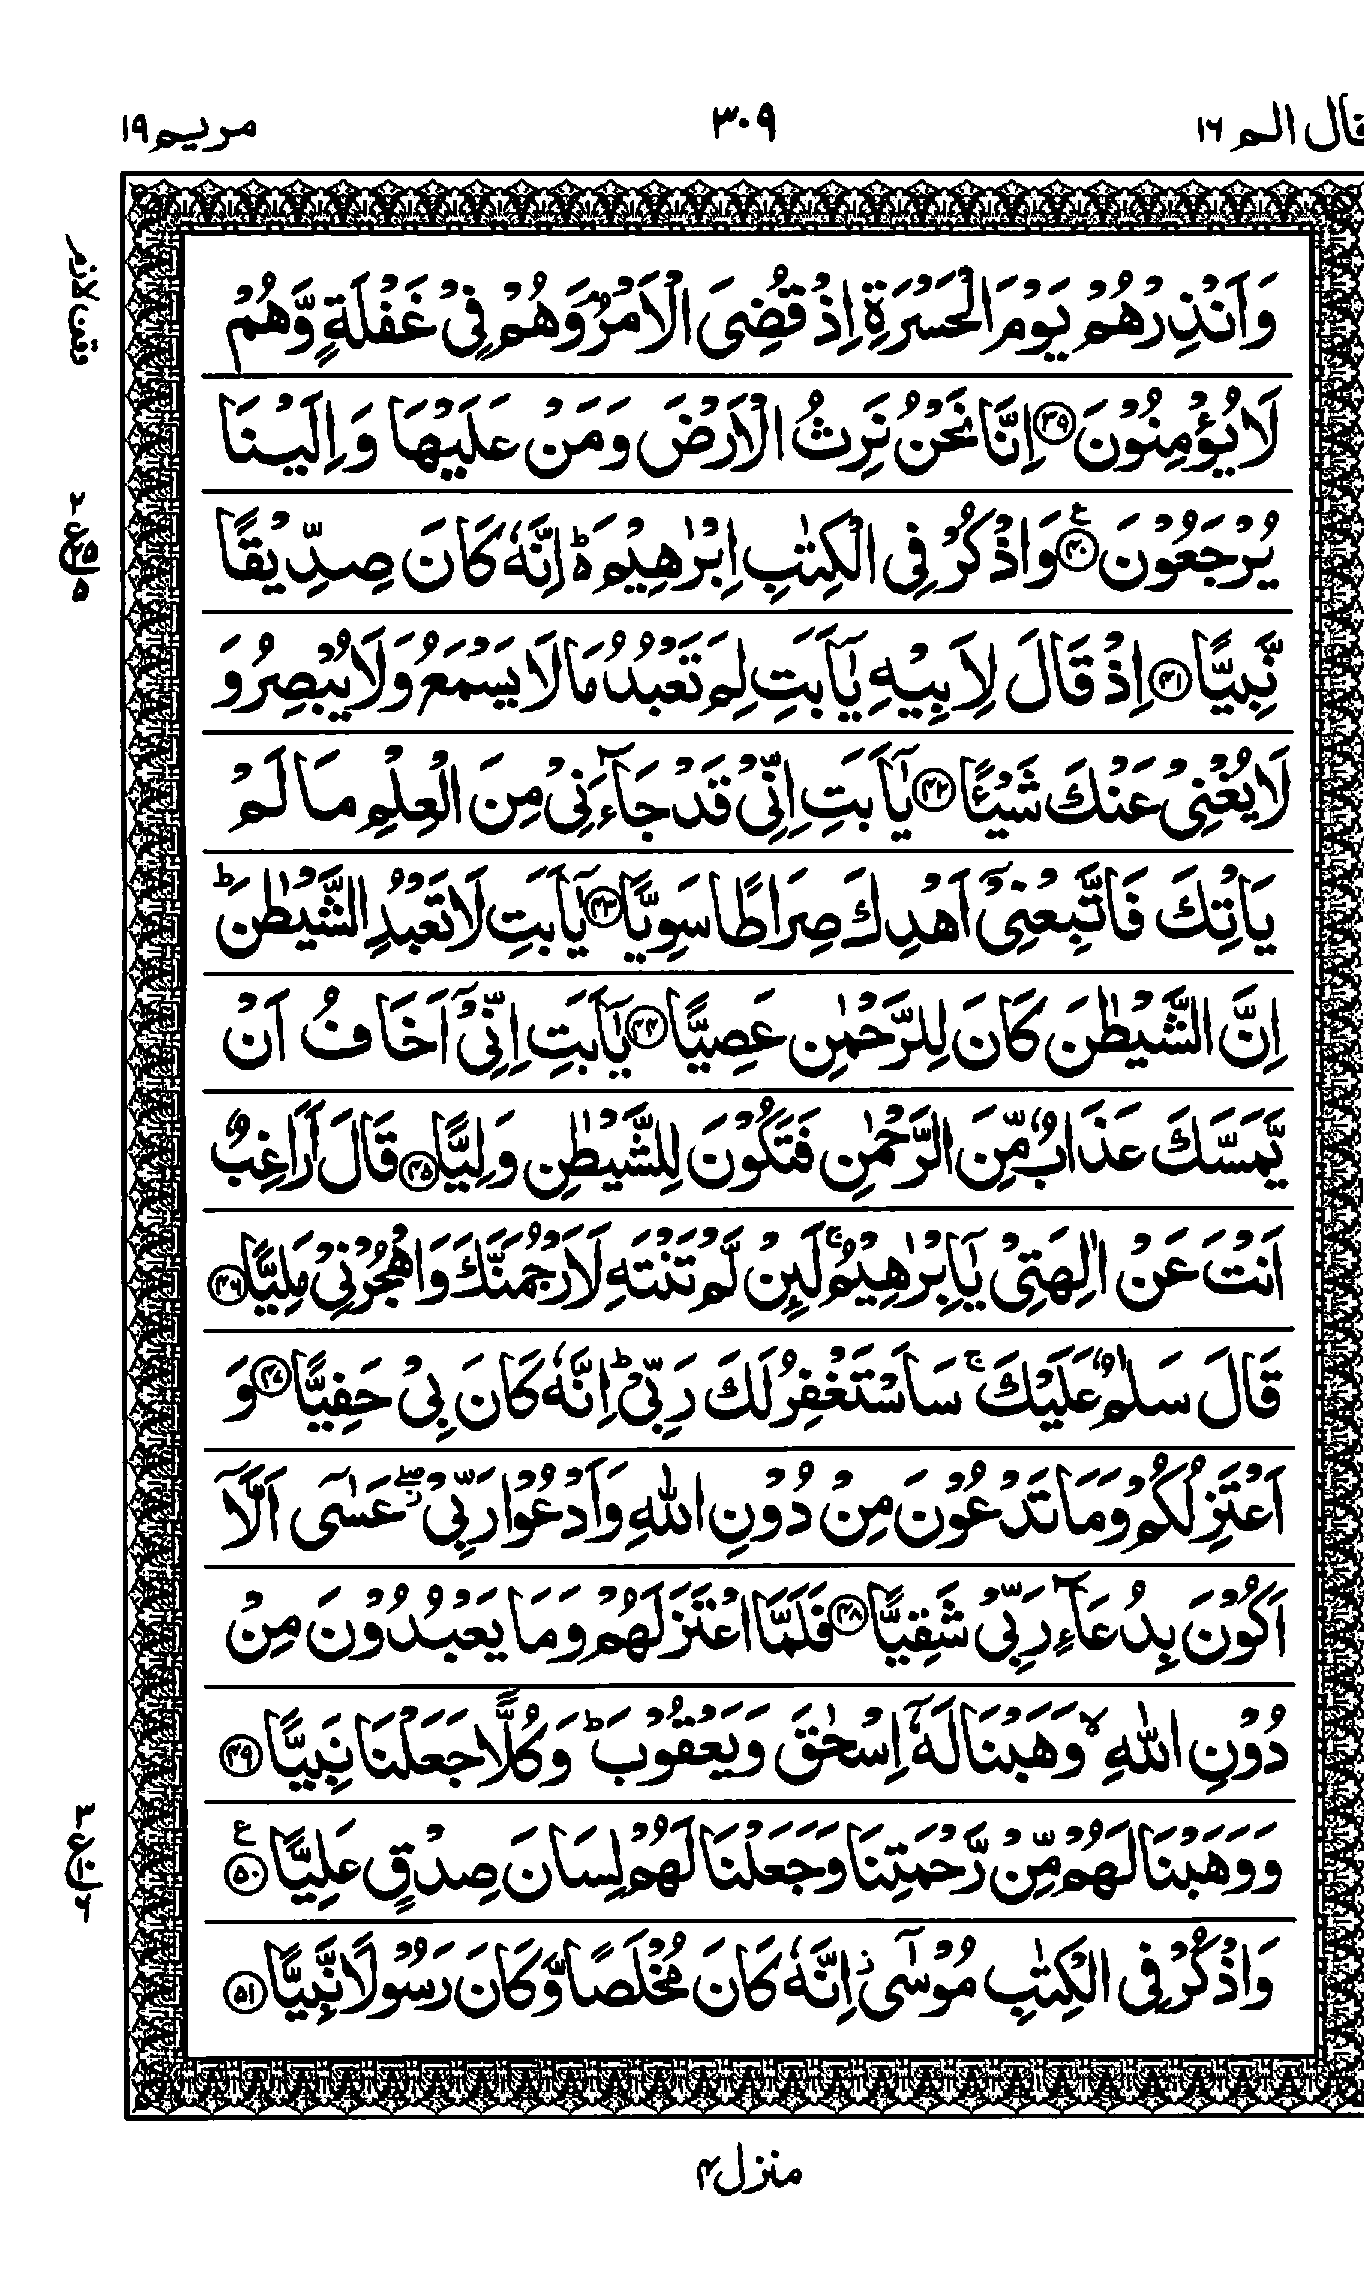 قال الم ١٦
٣٠٩
مريم ١٩
وَاَنْذِرْهُمْ يَوْمَ الْحَسْرَةِ اِذْ قُضِىَ الْاَمْرُ ۘ وَهُمْ فِىْ غَفْلَةٍ وَّهُمْ
لَا يُؤْمِنُوْنَ ﴿٣٩﴾ اِنَّا نَحْنُ نَرِثُ الْاَرْضَ وَمَنْ عَلَيْهَا وَاِلَيْنَا
يُرْجَعُوْنَ ﴿٤٠﴾ ع وَاذْكُرْ فِى الْكِتٰبِ اِبْرٰهِيْمَ ؕ اِنَّهٗ كَانَ صِدِّيْقًا
نَّبِيًّا ﴿٤١﴾ اِذْ قَالَ لِاَبِيْهِ يٰۤاَبَتِ لِمَ تَعْبُدُ مَا لَا يَسْمَعُ وَلَا يُبْصِرُ وَ
لَا يُغْنِىْ عَنْكَ شَيْئًا ﴿٤٢﴾ يٰۤاَبَتِ اِنِّىْ قَدْ جَآءَنِىْ مِنَ الْعِلْمِ مَا لَمْ
يَاْتِكَ فَاتَّبِعْنِىْۤ اَهْدِكَ صِرَاطًا سَوِيًّا ﴿٤٣﴾ يٰۤاَبَتِ لَا تَعْبُدِ الشَّيْطٰنَ ؕ
اِنَّ الشَّيْطٰنَ كَانَ لِلرَّحْمٰنِ عَصِيًّا ﴿٤٤﴾ يٰۤاَبَتِ اِنِّىْۤ اَخَافُ اَنْ
يَّمَسَّكَ عَذَابٌ مِّنَ الرَّحْمٰنِ فَتَكُوْنَ لِلشَّيْطٰنِ وَلِيًّا ﴿٤٥﴾ قَالَ اَرَاغِبٌ
اَنْتَ عَنْ اٰلِهَتِىْ يٰۤاِبْرٰهِيْمُ ۚ لَئِنْ لَّمْ تَنْتَهِ لَاَرْجُمَنَّكَ وَاهْجُرْنِىْ مَلِيًّا ﴿٤٦﴾
قَالَ سَلٰمٌ عَلَيْكَ ۚ سَاَسْتَغْفِرُ لَكَ رَبِّىْ ؕ اِنَّهٗ كَانَ بِىْ حَفِيًّا ﴿٤٧﴾ وَ
اَعْتَزِلُكُمْ وَمَا تَدْعُوْنَ مِنْ دُوْنِ اللّٰهِ وَاَدْعُوْا رَبِّىْ ۖ عَسٰٓى اَلَّاۤ
اَكُوْنَ بِدُعَآءِ رَبِّىْ شَقِيًّا ﴿٤٨﴾ فَلَمَّا اعْتَزَلَهُمْ وَمَا يَعْبُدُوْنَ مِنْ
دُوْنِ اللّٰهِ ۙ وَهَبْنَا لَهٗۤ اِسْحٰقَ وَيَعْقُوْبَ ؕ وَكُلًّا جَعَلْنَا نَبِيًّا ﴿٤٩﴾
وَوَهَبْنَا لَهُمْ مِّنْ رَّحْمَتِنَا وَجَعَلْنَا لَهُمْ لِسَانَ صِدْقٍ عَلِيًّا ﴿٥٠﴾ ع
وَاذْكُرْ فِى الْكِتٰبِ مُوْسٰٓى ؗ اِنَّهٗ كَانَ مُخْلَصًا وَّكَانَ رَسُوْلًا نَّبِيًّا ﴿٥١﴾
وقف لازم
٢
ع
٢٥
٥
٣
ع
١٠
٦
منزل ٤